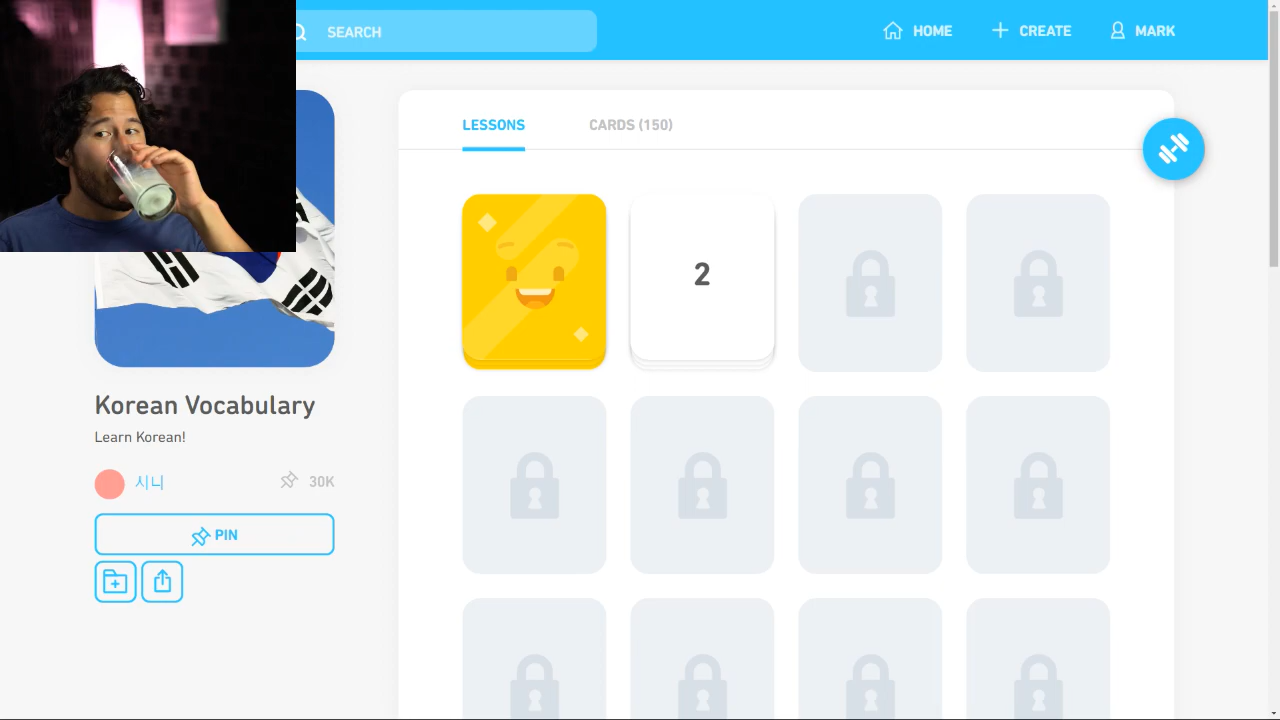 SEARCH
HOME
CREATE
MARK
LESSONS
CARDS (150)
2
Korean Vocabulary
Learn Korean!
시니
30K
PIN